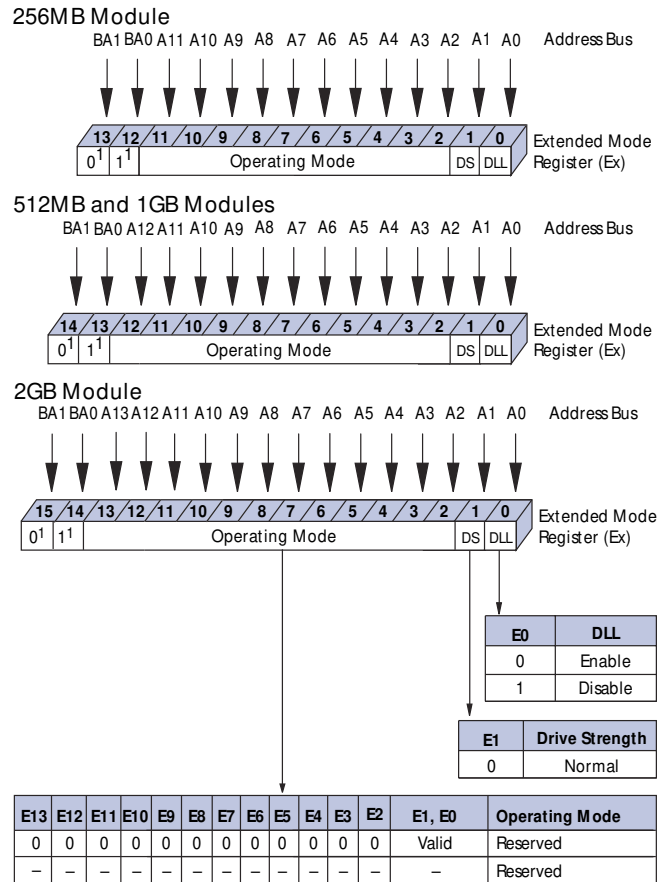 256MB Module
BA1 BA0 A11 A10 A9 A8 A7 A6 A5 A4 A3 A2 A1 A0 Address Bus
13 12 11 10 9 8 7 6 5 4 3 2 1 0 Extended Mode
0¹ 1¹ Operating Mode DS DLL Register (Ex)
512MB and 1GB Modules
BA1 BA0 A12 A11 A10 A9 A8 A7 A6 A5 A4 A3 A2 A1 A0 Address Bus
14 13 12 11 10 9 8 7 6 5 4 3 2 1 0 Extended Mode
0¹ 1¹ Operating Mode DS DLL Register (Ex)
2GB Module
BA1 BA0 A13 A12 A11 A10 A9 A8 A7 A6 A5 A4 A3 A2 A1 A0 Address Bus
15 14 13 12 11 10 9 8 7 6 5 4 3 2 1 0 Extended Mode
0¹ 1¹ Operating Mode DS DLL Register (Ex)
E0 DLL
0 Enable
1 Disable
E1 Drive Strength
0 Normal
E13 E12 E11 E10 E9 E8 E7 E6 E5 E4 E3 E2 E1, E0 Operating Mode
0 0 0 0 0 0 0 0 0 0 0 0 Valid Reserved
– – – – – – – – – – – – – Reserved